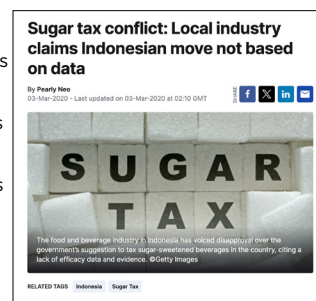 Sugar tax conflict: Local industry
claims Indonesian move not based
on data
By Pearly Neo
03-Mar-2020 - Last updated on 03-Mar-2020 at 02:10 GMT
SHARE
SUGAR
TAX
The food and beverage industry in Indonesia has voiced disapproval over the
government's suggestion to tax sugar-sweetened beverages in the country, citing a
lack of efficacy data and evidence. ©Getty Images
RELATED TAGS Indonesia Sugar Tax